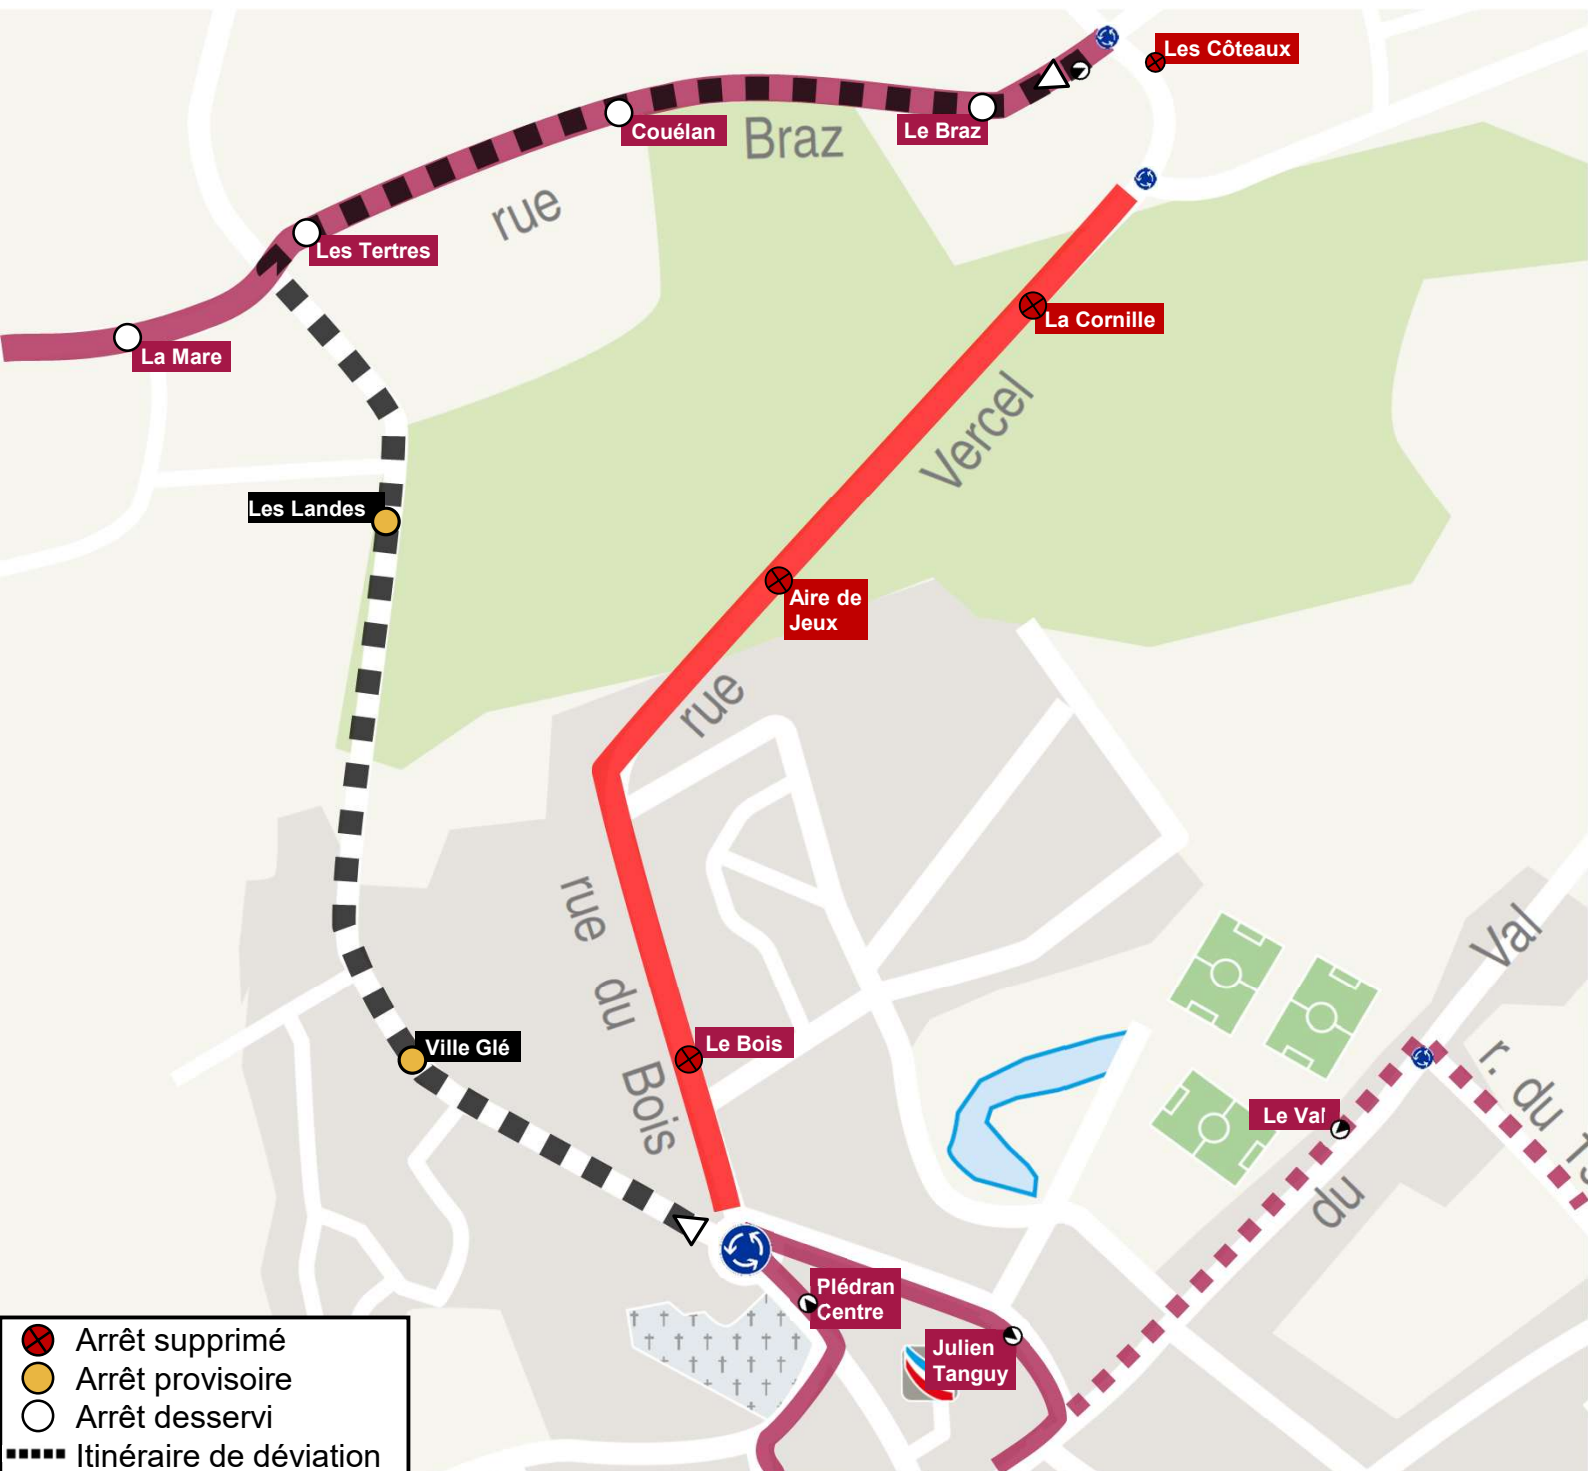 Les Côteaux
Couélan
Braz
Le Braz
rue
Les Tertres
La Cornille
La Mare
Vercel
Les Landes
Aire de
Jeux
rue
rue du Bois
Val
Ville Glé
Le Bois
r. du
Le Val
du
Plédran
Centre
Julien
Tanguy
Arrêt supprimé
Arrêt provisoire
Arrêt desservi
Itinéraire de déviation